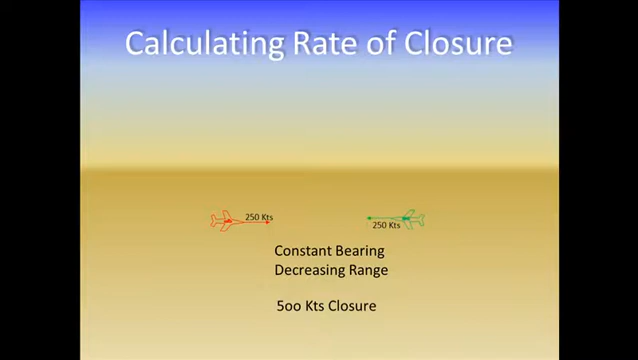 Calculating Rate of Closure
250 Kts
250 Kts
Constant Bearing
Decreasing Range
5oo Kts Closure